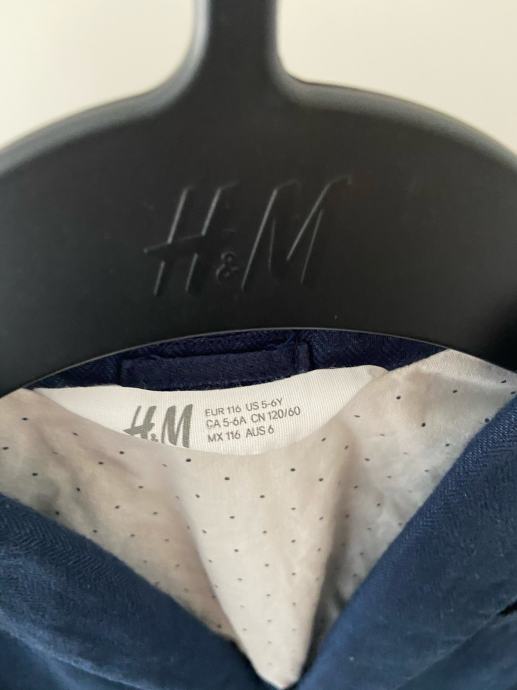 H&M
H&M
EUR 116 US 5-6Y
CA 5-6A CN 120/60
MX 116 AUS 6